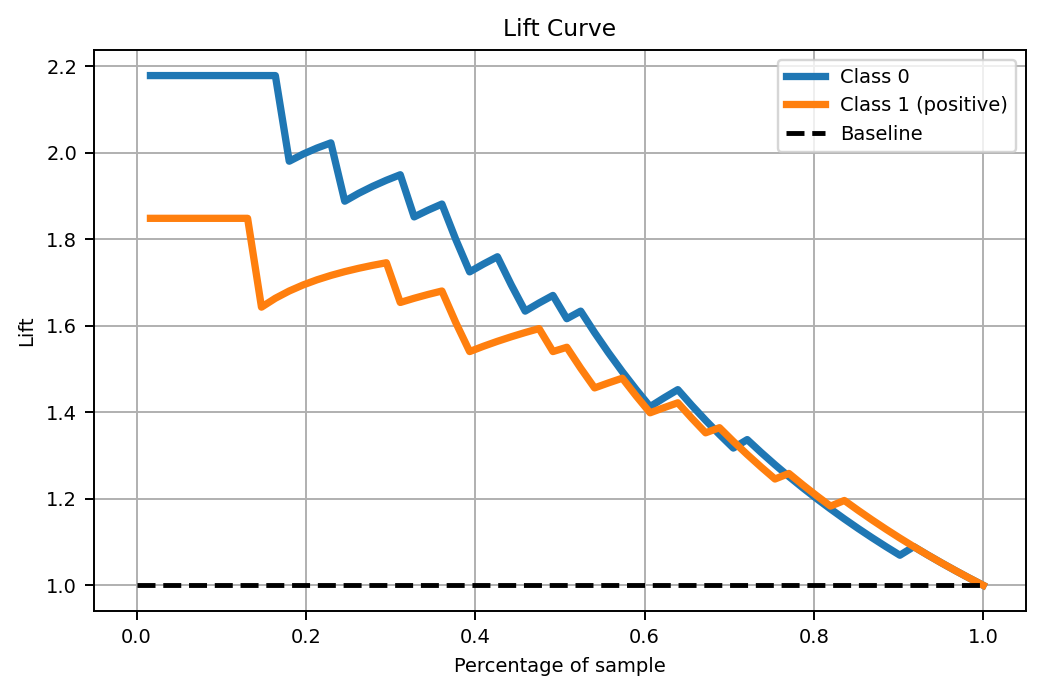 Lift Curve
2.2
2.0
1.8
1.6
1.4
1.2
1.0
Lift
Class 0
Class 1 (positive)
Baseline
0.0 0.2 0.4 0.6 0.8 1.0
Percentage of sample